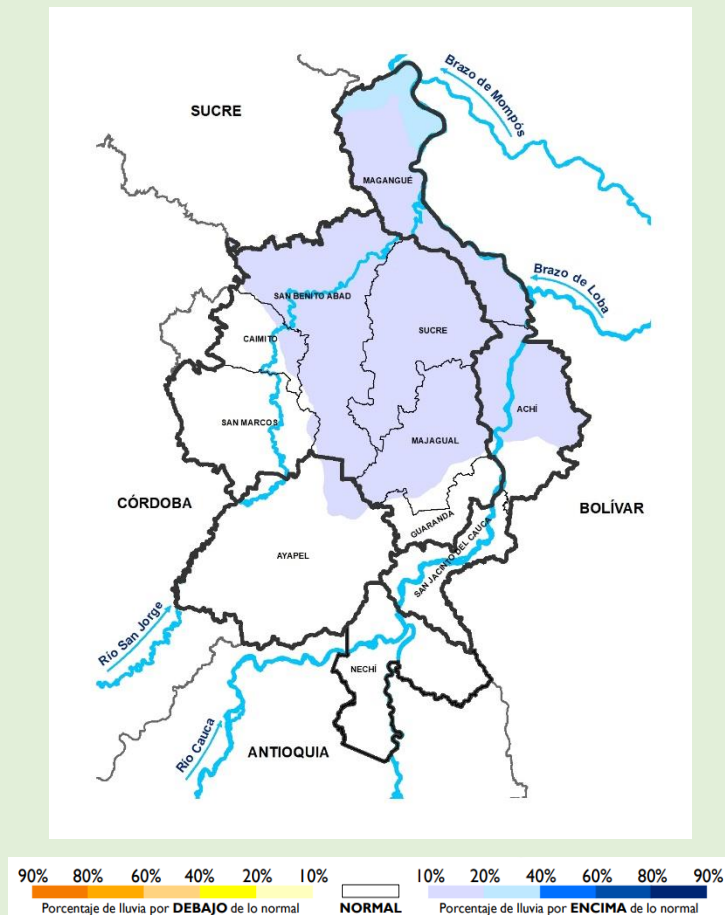 Brazo de Mompós
SUCRE
MAGANGUÉ
Brazo de Loba
SAN BENITO ABAD
SUCRE
CAIMITO
ACHÍ
SAN MARCOS
MAJAGUAL
CÓRDOBA
BOLÍVAR
GUARANDA
AYAPEL
SAN JACINTO DEL CAUCA
Río San Jorge
NECHÍ
Río Cauca
ANTIOQUIA
90% 80% 60% 40% 20% 10% 10% 20% 40% 60% 80% 90%
Porcentaje de lluvia por DEBAJO de lo normal NORMAL Porcentaje de lluvia por ENCIMA de lo normal